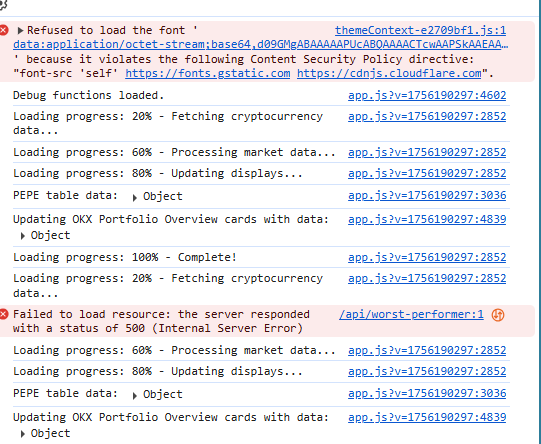 Refused to load the font ' themeContext-e2709bf1.js:1
data:application/octet-stream;base64,d09GMgABAAAAAPUcABQAAAACTcwAAPSKAAEAA…
' because it violates the following Content Security Policy directive:
"font-src 'self' https://fonts.gstatic.com https://cdnjs.cloudflare.com".
Debug functions loaded. app.js?v=1756190297:4602
Loading progress: 20% - Fetching cryptocurrency app.js?v=1756190297:2852
data...
Loading progress: 60% - Processing market data... app.js?v=1756190297:2852
Loading progress: 80% - Updating displays... app.js?v=1756190297:2852
PEPE table data: Object app.js?v=1756190297:3036
Updating OKX Portfolio Overview cards with data: app.js?v=1756190297:4839
Object
Loading progress: 100% - Complete! app.js?v=1756190297:2852
Loading progress: 20% - Fetching cryptocurrency app.js?v=1756190297:2852
data...
Failed to load resource: the server responded /api/worst-performer:1
with a status of 500 (Internal Server Error)
Loading progress: 60% - Processing market data... app.js?v=1756190297:2852
Loading progress: 80% - Updating displays... app.js?v=1756190297:2852
PEPE table data: Object app.js?v=1756190297:3036
Updating OKX Portfolio Overview cards with data: app.js?v=1756190297:4839
Object